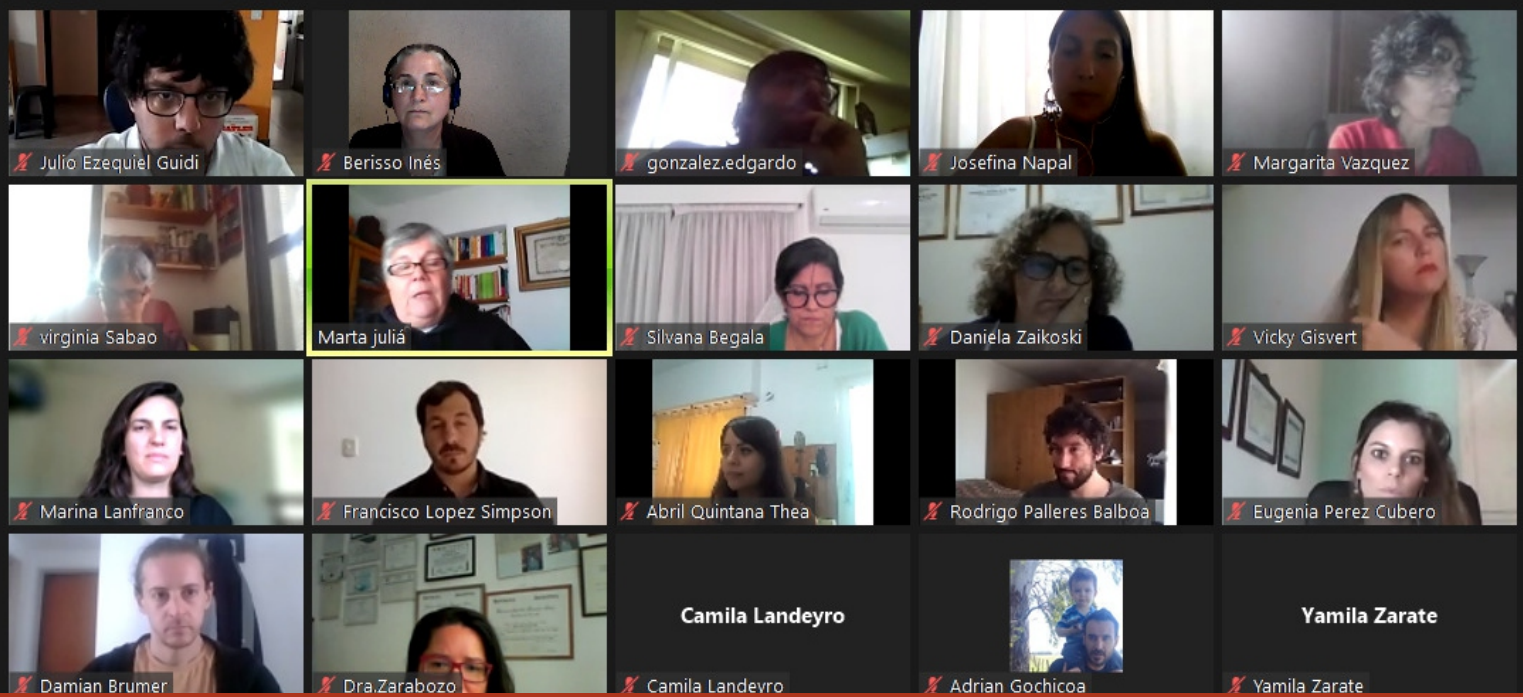 Julio Ezequiel Guidi
Berisso Inés
gonzalez.edgardo
Josefina Napal
Margarita Vazquez
virginia Sabao
Marta juliá
Silvana Begala
Daniela Zaikoski
Vicky Gisvert
Marina Lanfranco
Francisco Lopez Simpson
Abril Quintana Thea
Rodrigo Palleres Balboa
Eugenia Perez Cubero
Camila Landeyro
Yamila Zarate
Damian Brumer
Dra.Zarabozo
Camila Landeyro
Adrian Gochicoa
Yamila Zarate